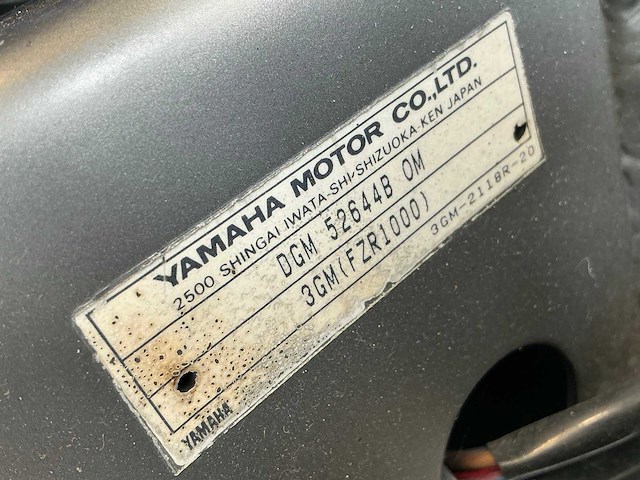 YAMAHA MOTOR CO.,LTD.
2500 SHINGAI IWATA-SHI-SHIZUOKA-KEN JAPAN
DGM 52644B OM
3GM(FZR1000)
3GM-2118R-20
YAMAHA